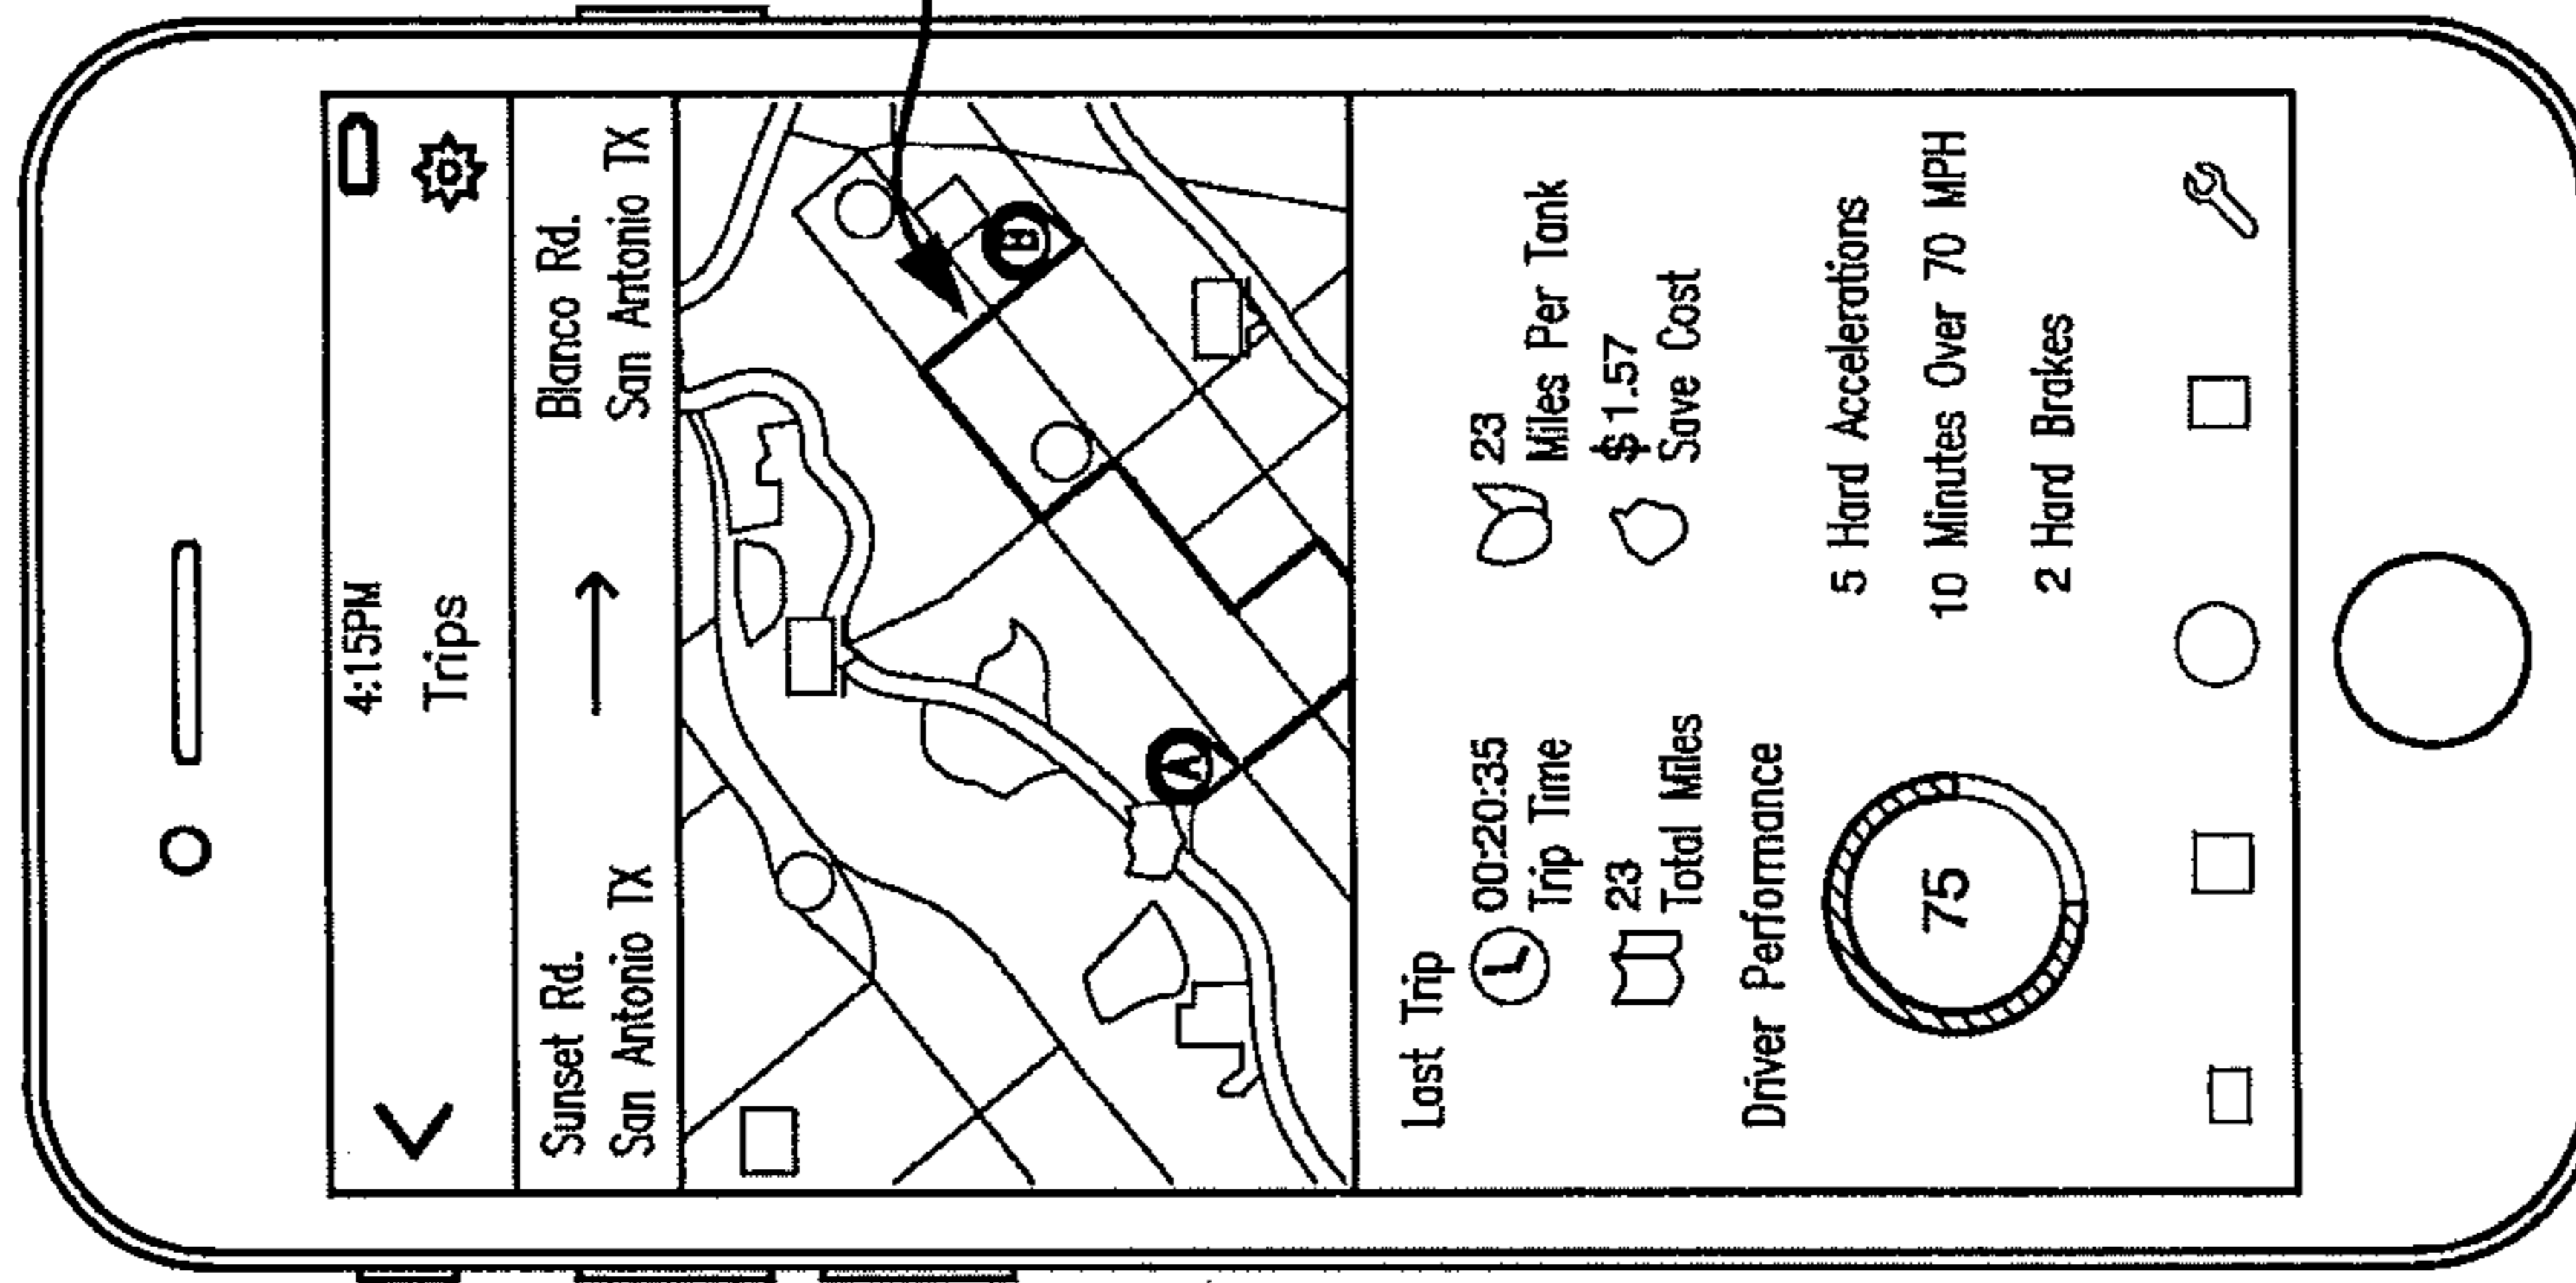 4:15PM
Trips
Sunset Rd.
San Antonio TX
→
Blanco Rd.
San Antonio TX
A
B
Last Trip
00:20:35
Trip Time
23
Miles Per Tank
23
Total Miles
$1.57
Save Cost
Driver Performance
75
5 Hard Accelerations
10 Minutes Over 70 MPH
2 Hard Brakes